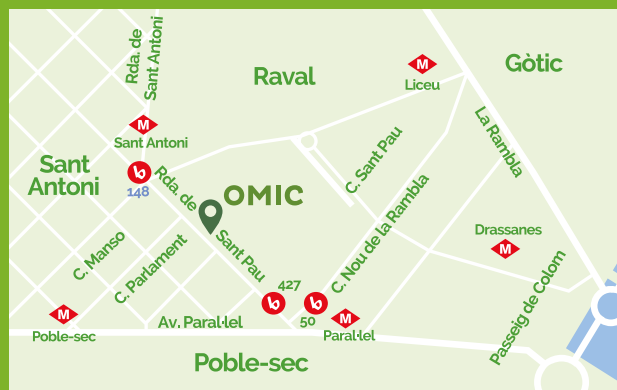 Rda. de
Sant Antoni
Raval
M
Liceu
Gòtic
La Rambla
M
Sant Antoni
C. Sant Pau
Sant
Antoni
b
148
Rda. de
Sant Pau
OMIC
C. Nou de la Rambla
Drassanes
M
C. Manso
C. Parlament
Passeig de Colom
427
b
b
50
M
Poble-sec
Av. Paral·lel
M
Paral·lel
Poble-sec